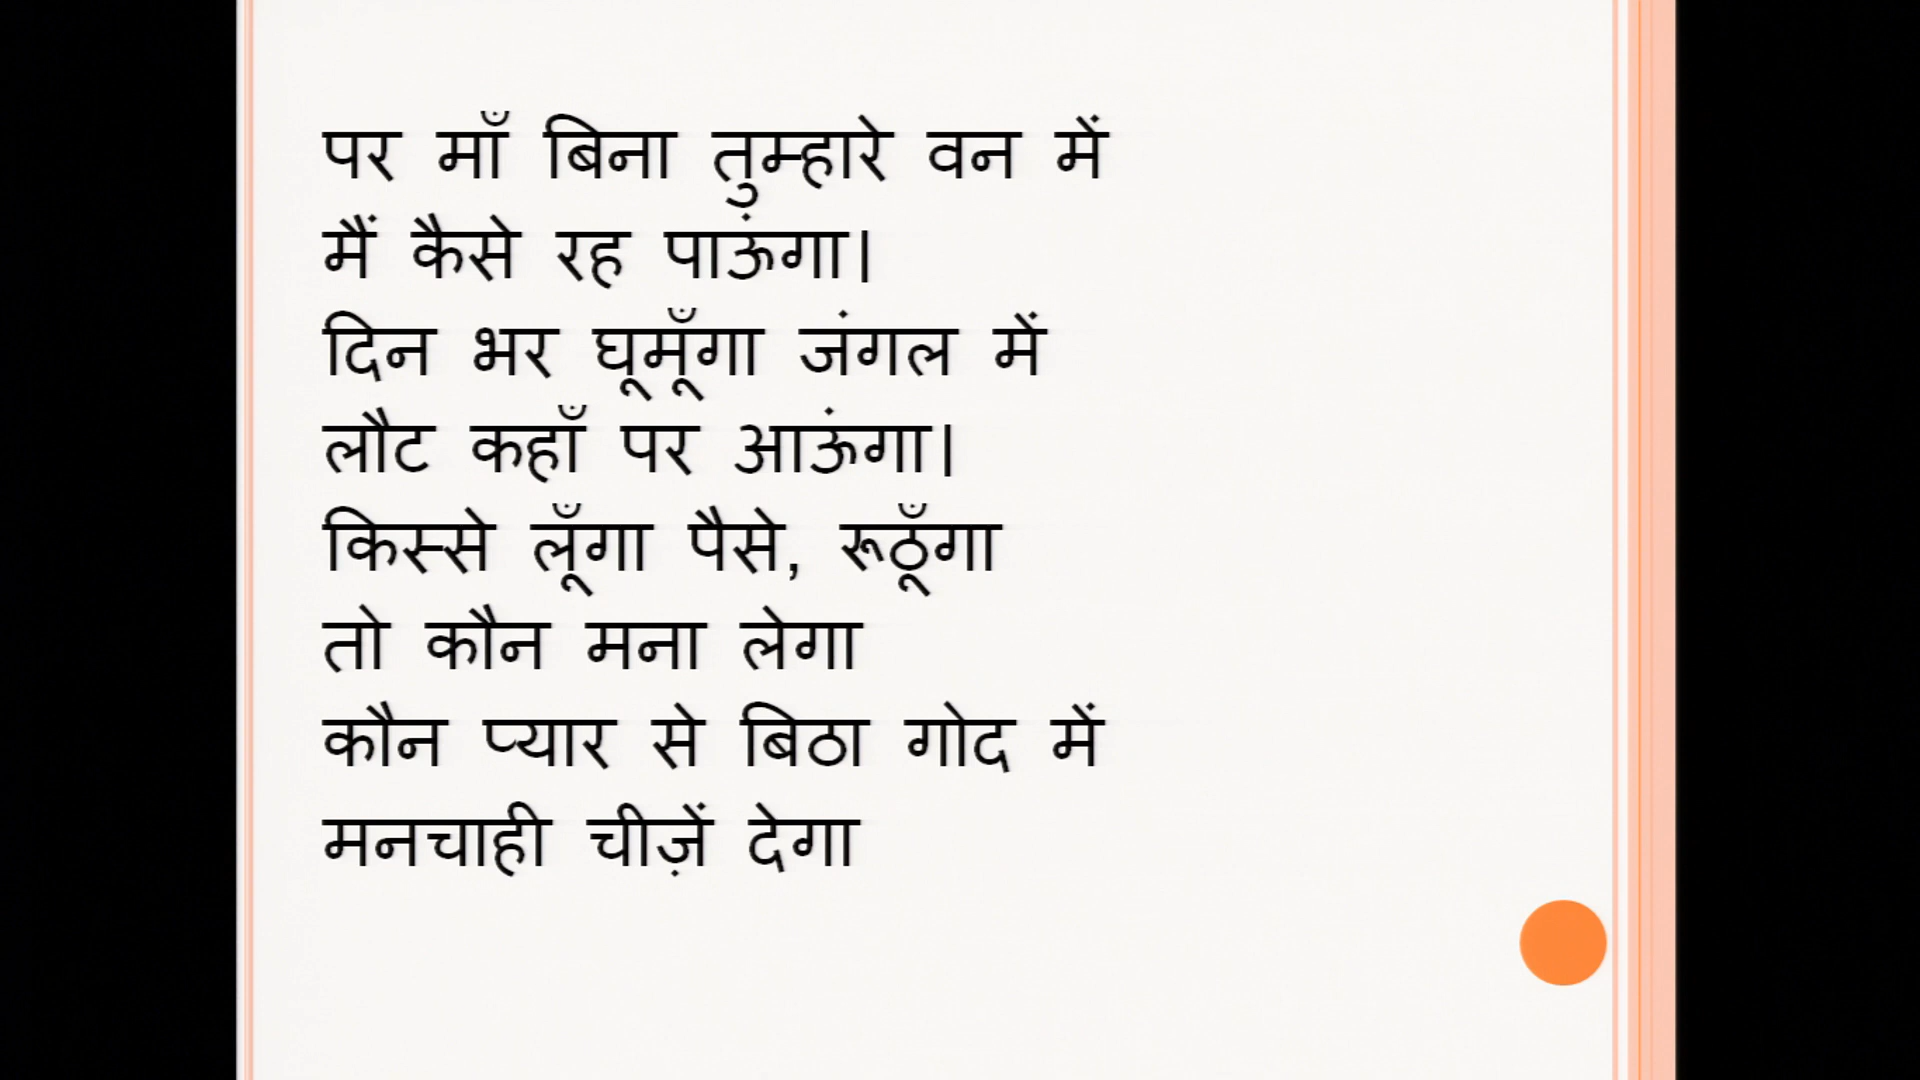 पर माँ बिना तुम्हारे वन में
मैं कैसे रह पाऊंगा।
दिन भर घूमूँगा जंगल में
लौट कहाँ पर आऊंगा।
किस्से लूँगा पैसे, रूठूँगा
तो कौन मना लेगा
कौन प्यार से बिठा गोद में
मनचाही चीज़ें देगा